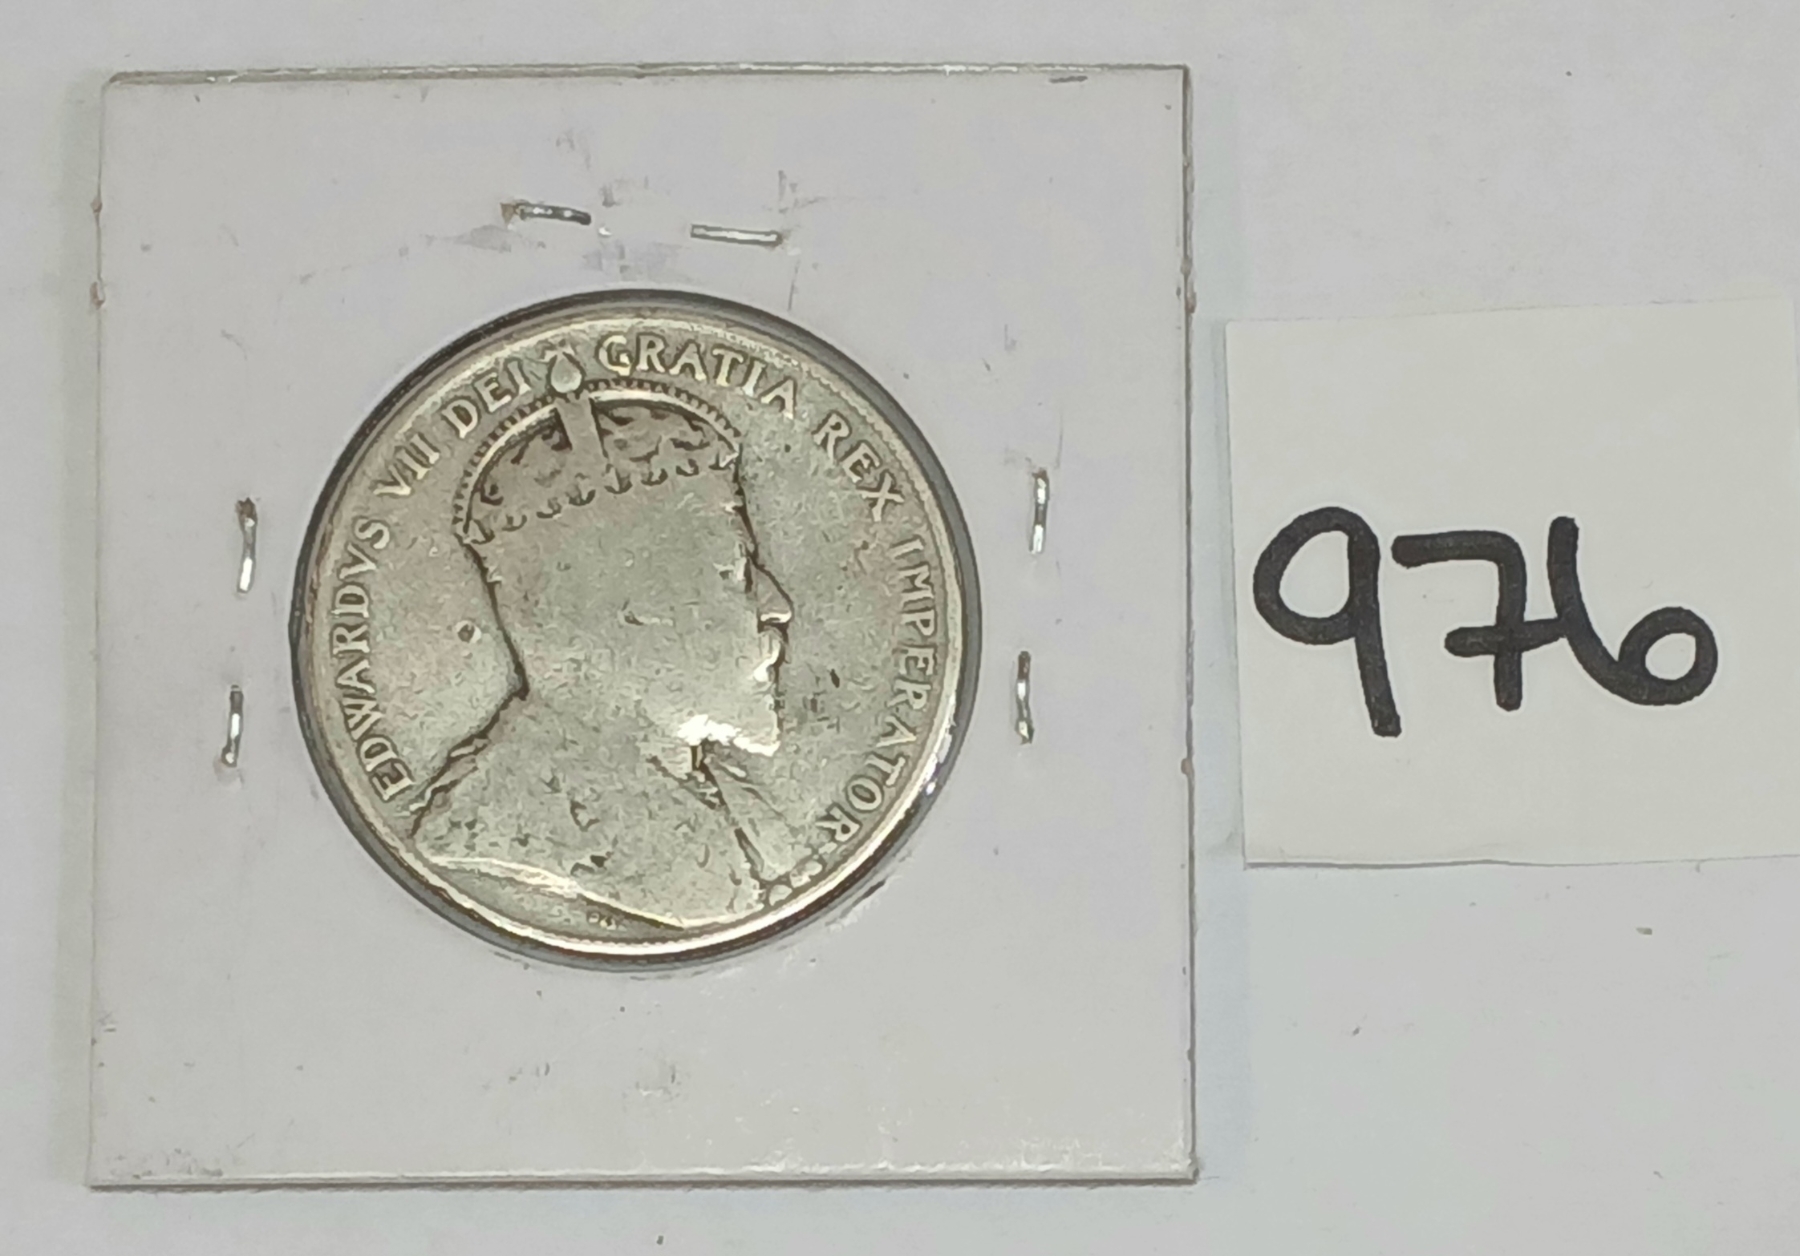 EDWARDVS VII DEI GRATIA REX IMPERATOR
976